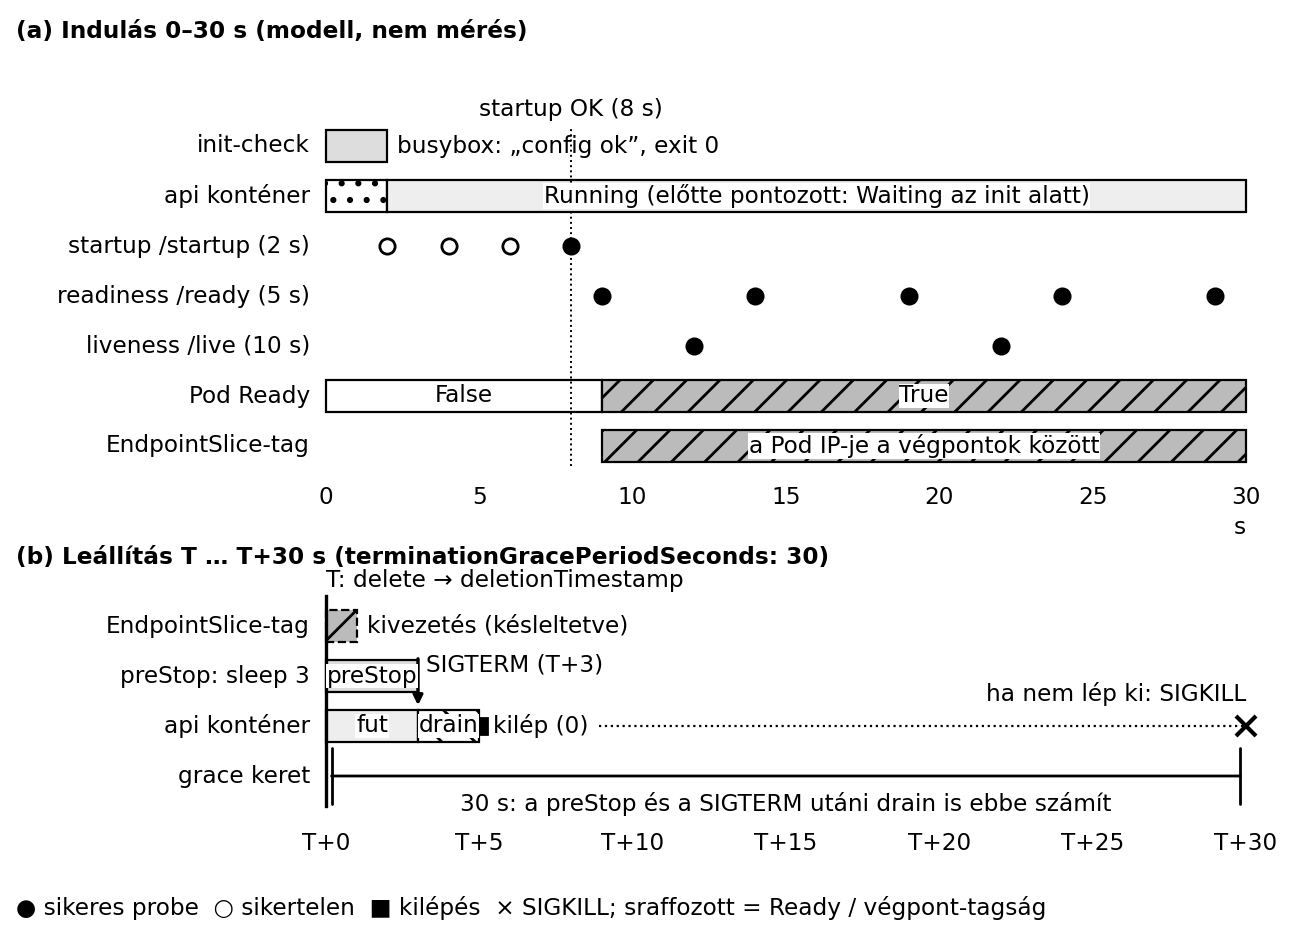 (a) Indulás 0–30 s (modell, nem mérés)
startup OK (8 s)
init-check
busybox: „config ok”, exit 0
api konténer
Running (előtte pontozott: Waiting az init alatt)
startup /startup (2 s)
readiness /ready (5 s)
liveness /live (10 s)
Pod Ready
False
True
EndpointSlice-tag
a Pod IP-je a végpontok között
0 5 10 15 20 25 30
s
(b) Leállítás T … T+30 s (terminationGracePeriodSeconds: 30)
T: delete → deletionTimestamp
EndpointSlice-tag
kivezetés (késleltetve)
preStop: sleep 3
preStop
SIGTERM (T+3)
ha nem lép ki: SIGKILL
api konténer
fut
drain
kilép (0)
grace keret
30 s: a preStop és a SIGTERM utáni drain is ebbe számít
T+0 T+5 T+10 T+15 T+20 T+25 T+30
● sikeres probe ○ sikertelen ■ kilépés × SIGKILL; sraffozott = Ready / végpont-tagság